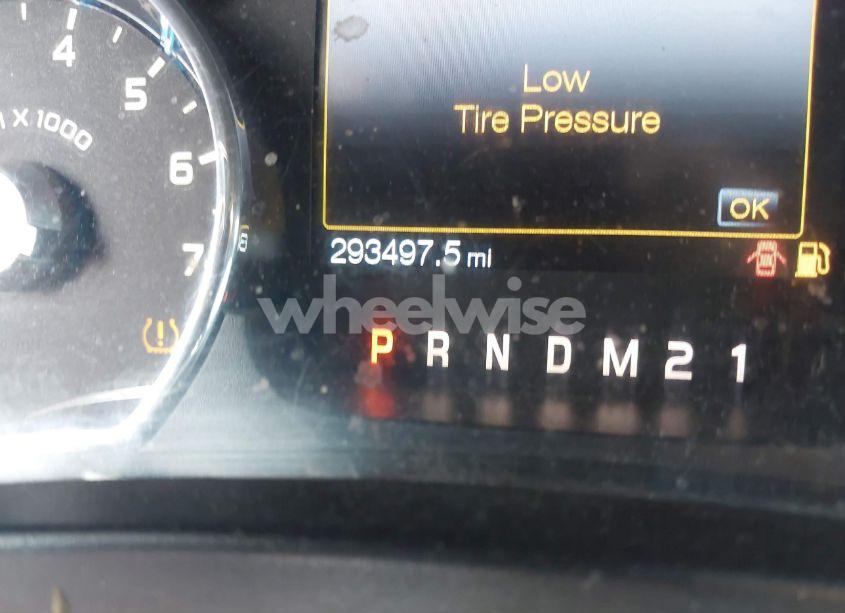 4
5
X 1000
6
7
8
Low
Tire Pressure
OK
293497.5 mi
wheelwise
P R N D M 2 1